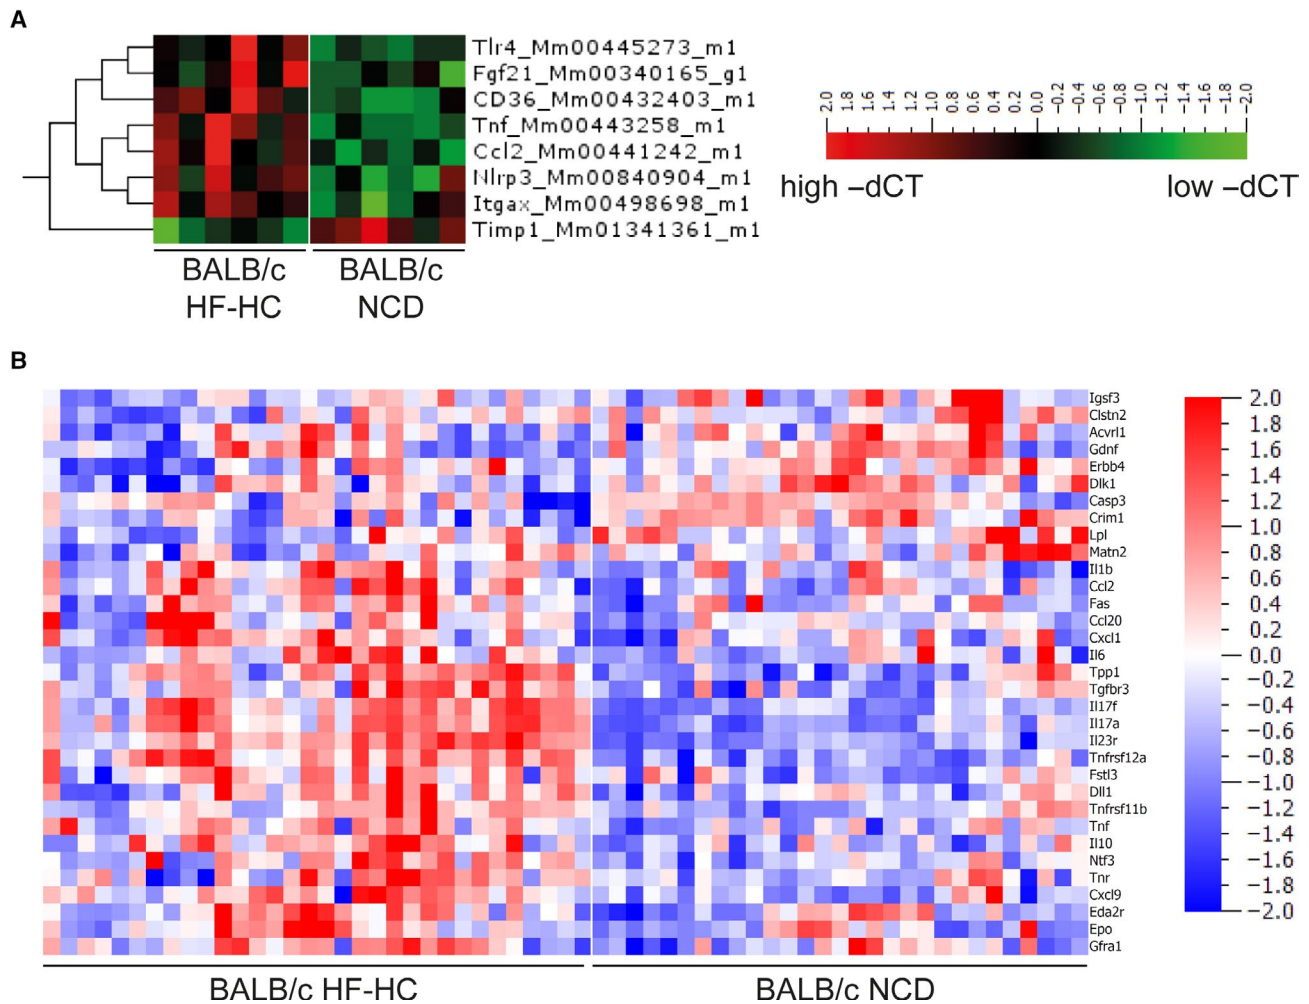 A
Tlr4_Mm00445273_m1
Fgf21_Mm00340165_g1
CD36_Mm00432403_m1
Tnf_Mm00443258_m1
Ccl2_Mm00441242_m1
Nlrp3_Mm00840904_m1
Itgax_Mm00498698_m1
Timp1_Mm01341361_m1
BALB/c HF-HC
BALB/c NCD
2.0 1.8 1.6 1.4 1.2 1.0 0.8 0.6 0.4 0.2 0.0 −0.2 −0.4 −0.6 −0.8 −1.0 −1.2 −1.4 −1.6 −1.8 −2.0
high −dCT
low −dCT
B
Igsf3
Clstn2
Acvrl1
Gdnf
Erbb4
Dlk1
Casp3
Crim1
Lpl
Matn2
Il1b
Ccl2
Fas
Ccl20
Cxcl1
Il6
Tpp1
Tgfbr3
Il17f
Il17a
Il23r
Tnfrsf12a
Fstl3
Dll1
Tnfrsf11b
Tnf
Il10
Ntf3
Tnr
Cxcl9
Eda2r
Epo
Gfra1
2.0
1.8
1.6
1.4
1.2
1.0
0.8
0.6
0.4
0.2
0.0
−0.2
−0.4
−0.6
−0.8
−1.0
−1.2
−1.4
−1.6
−1.8
−2.0
BALB/c HF-HC
BALB/c NCD